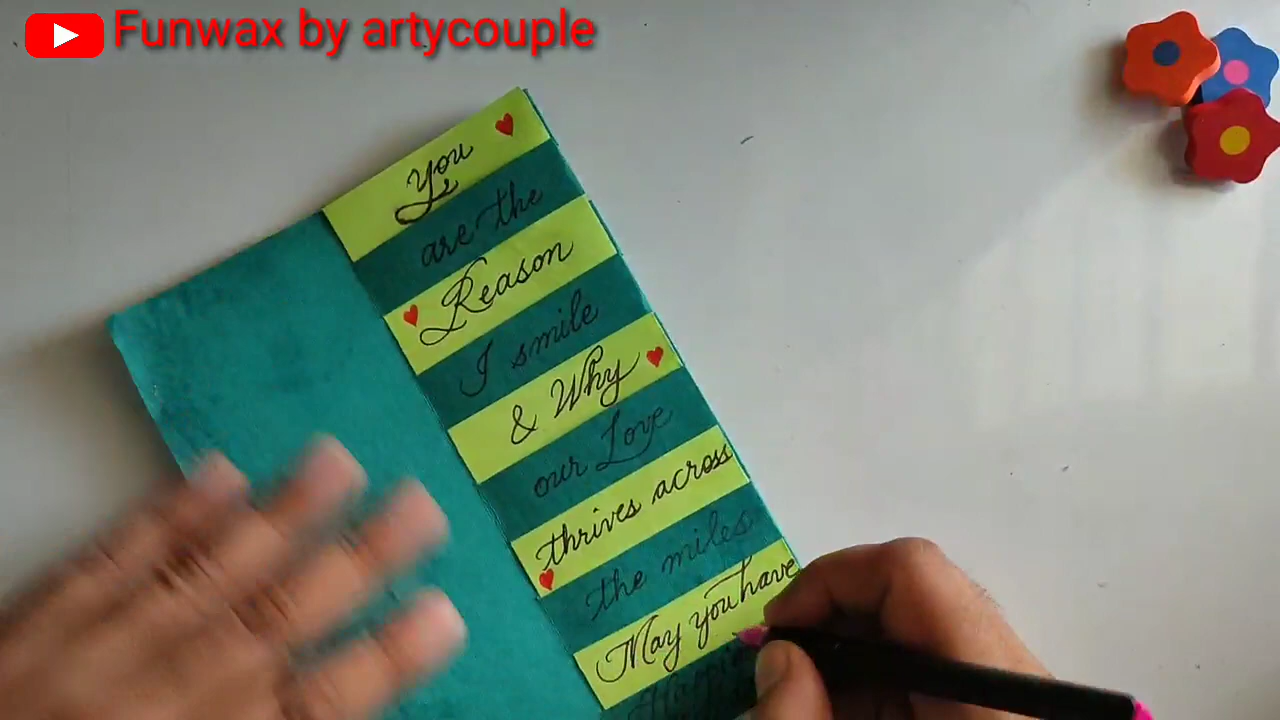 Funwax by artycouple
You
are the
Reason
I smile
& Why
our Love
thrives across
the miles
May you have